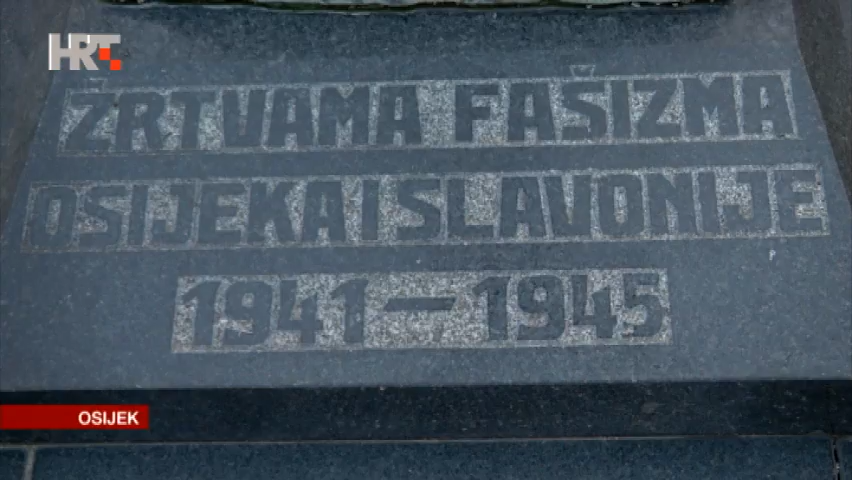 HRT
ŽRTVAMA FAŠIZMA
OSIJEKA I SLAVONIJE
1941 — 1945
OSIJEK